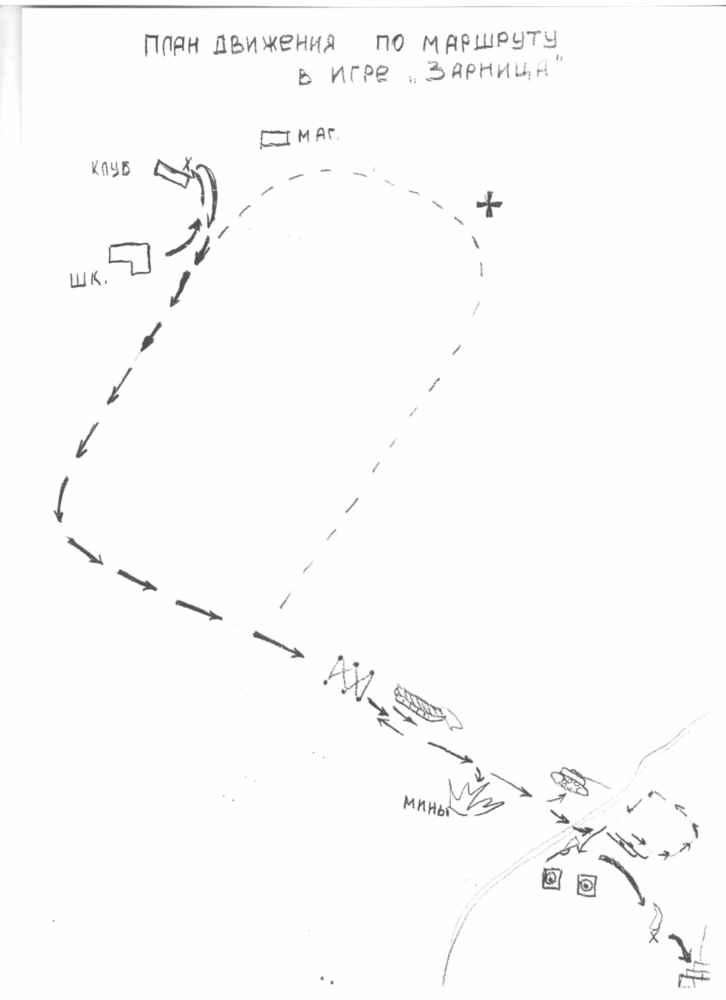 ПЛАН ДВИЖЕНИЯ ПО МАРШРУТУ
В ИГРЕ „ЗАРНИЦА"
МАГ.
КЛУБ
ШК.
МИНЫ